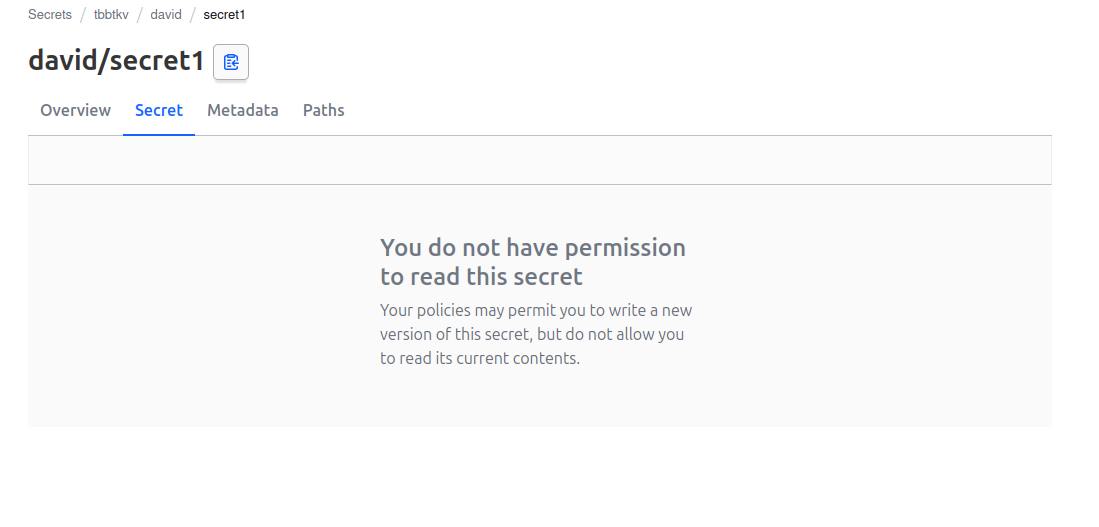 Secrets / tbbtkv / david / secret1
david/secret1
Overview Secret Metadata Paths
You do not have permission
to read this secret
Your policies may permit you to write a new
version of this secret, but do not allow you
to read its current contents.